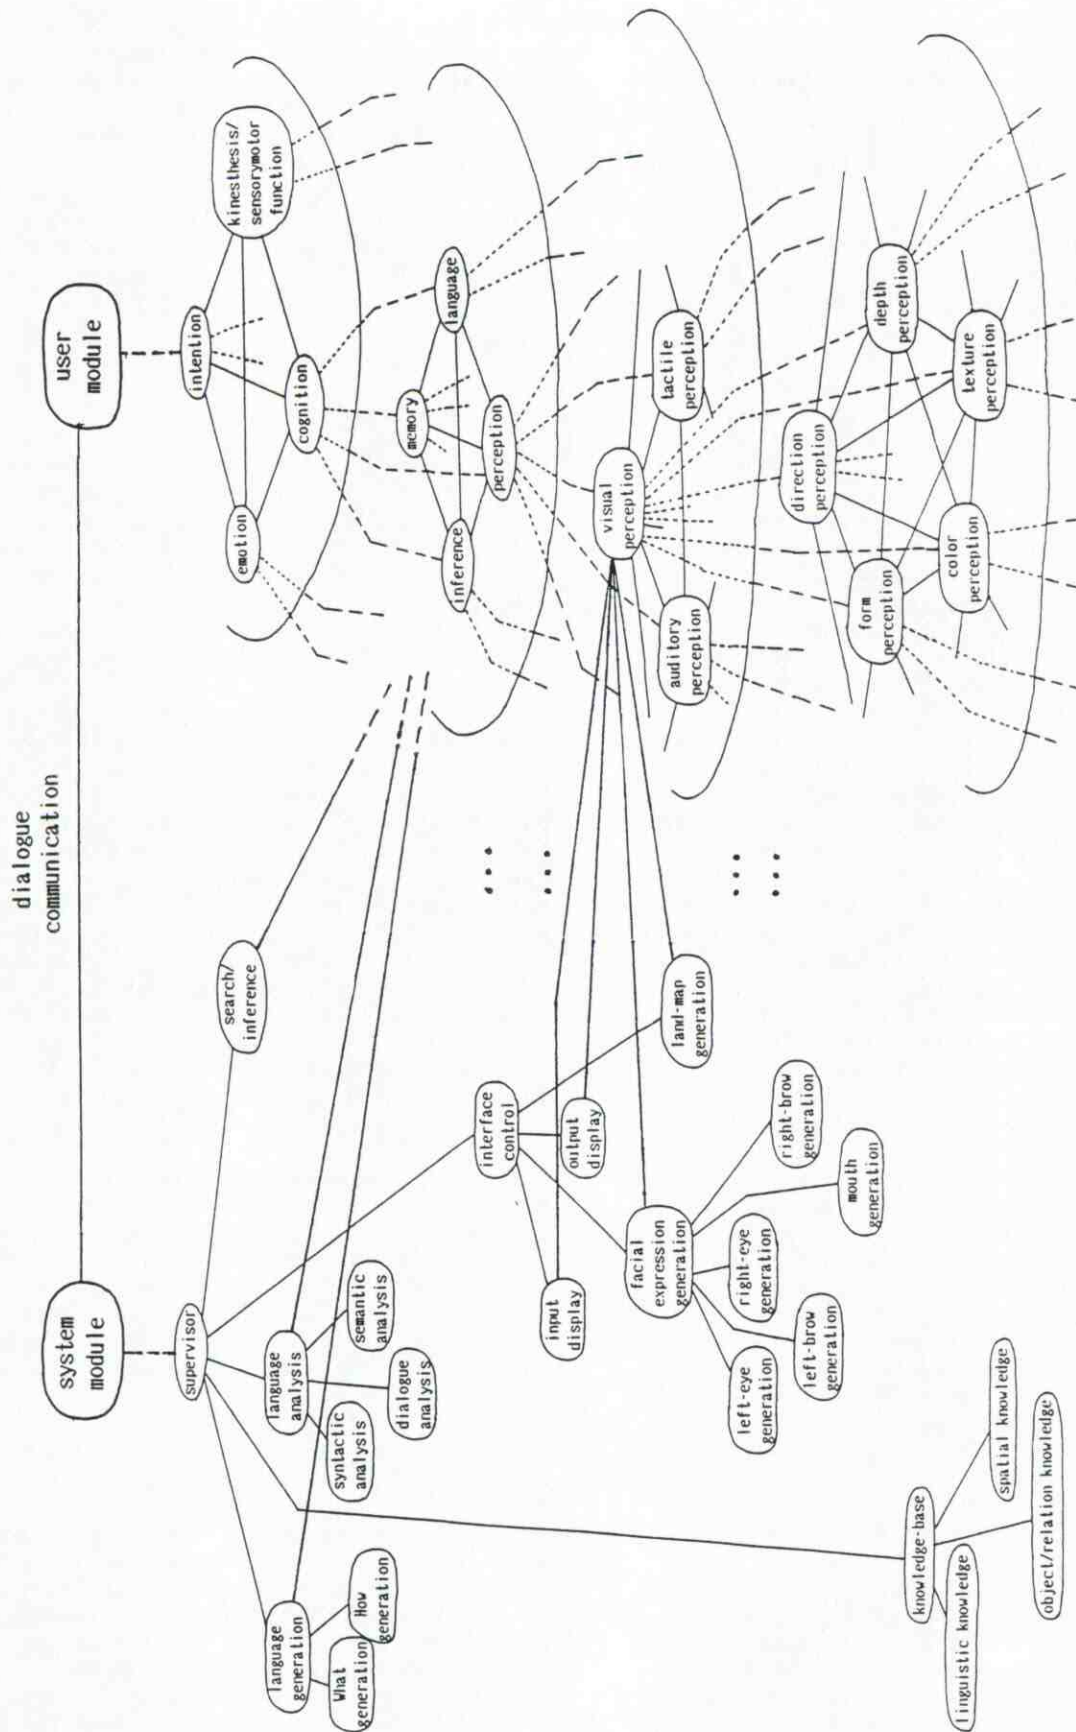 dialogue
communication
system
module
user
module
supervisor
search/
inference
language
generation
What
generation
How
generation
language
analysis
syntactic
analysis
dialogue
analysis
semantic
analysis
interface
control
input
display
output
display
facial
expression
generation
land-map
generation
left-eye
generation
left-brow
generation
right-eye
generation
mouth
generation
right-brow
generation
knowledge-base
linguistic knowledge
object/relation knowledge
spatial knowledge
intention
emotion
cognition
kinesthesis/
sensorymotor
function
memory
inference
perception
language
visual
perception
auditory
perception
tactile
perception
direction
perception
form
perception
color
perception
texture
perception
depth
perception